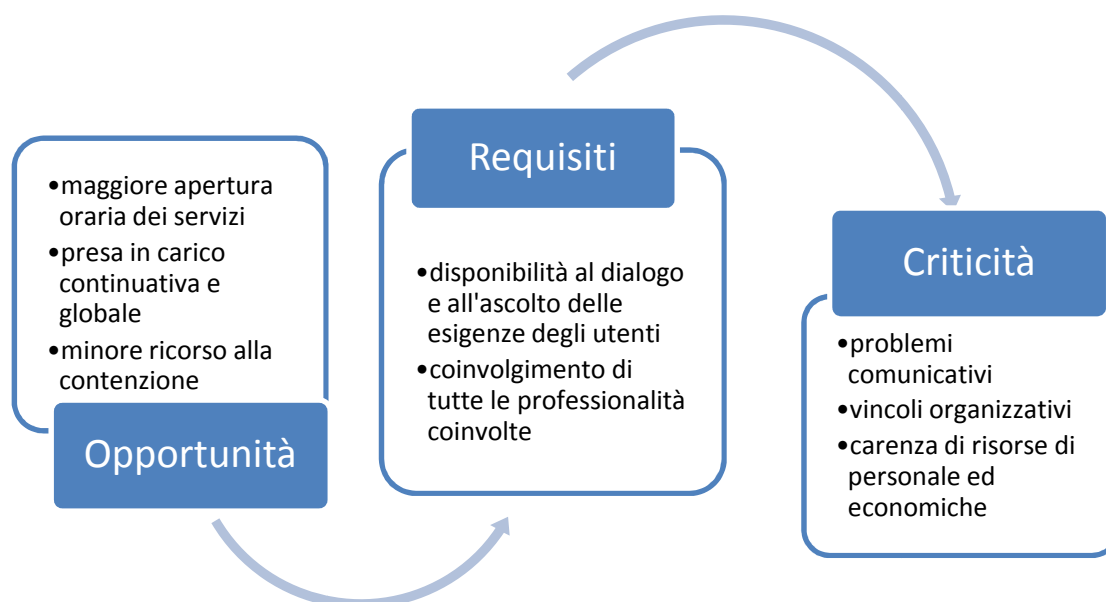 •maggiore apertura
oraria dei servizi
•presa in carico
continuativa e
globale
•minore ricorso alla
contenzione
Opportunità
Requisiti
•disponibilità al dialogo
e all'ascolto delle
esigenze degli utenti
•coinvolgimento di
tutte le professionalità
coinvolte
Criticità
•problemi
comunicativi
•vincoli organizzativi
•carenza di risorse di
personale ed
economiche